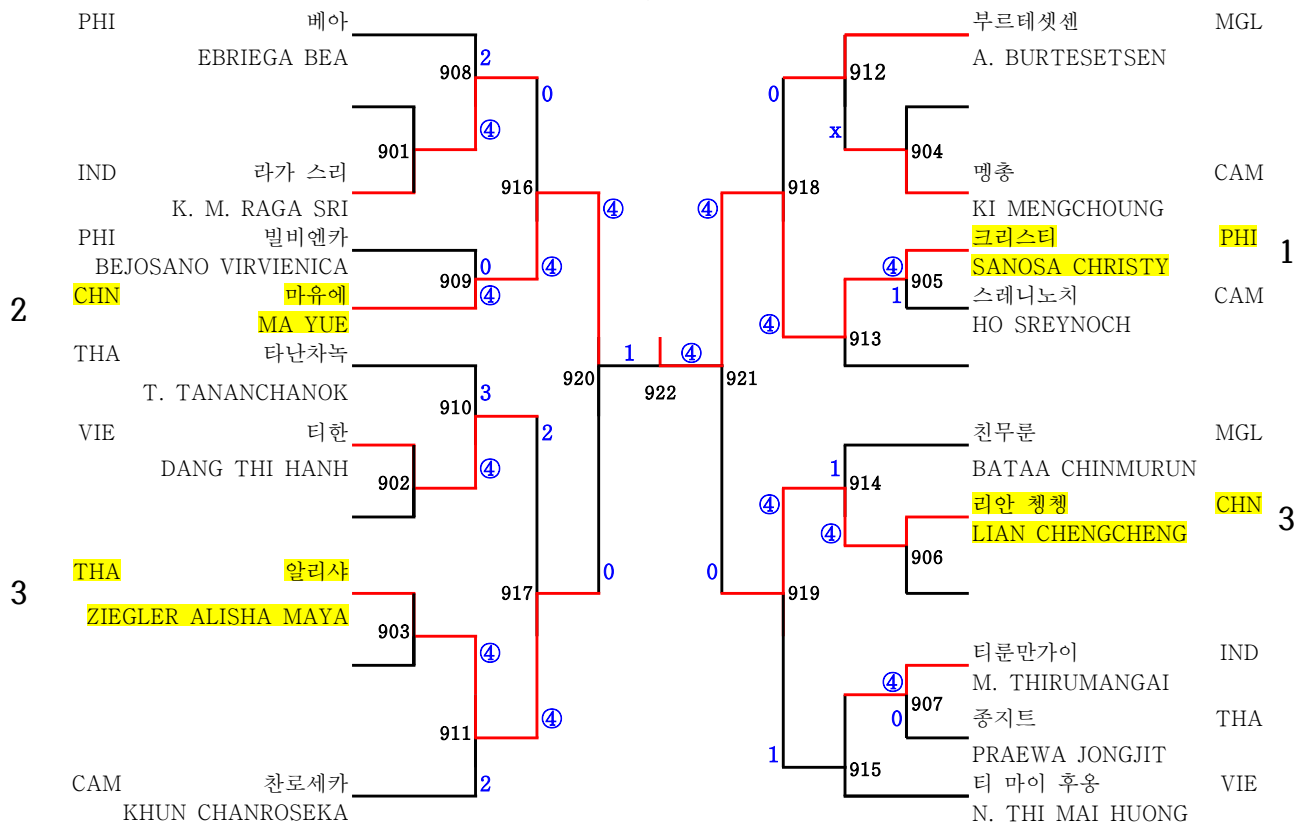 PHI 베아
EBRIEGA BEA
2
908
0
④
901
IND 라가 스리
K. M. RAGA SRI
916
④
PHI 빌비엔카
BEJOSANO VIRVIENICA
0
909
④
④
2
CHN 마유에
MA YUE
THA 타난차녹
T. TANANCHANOK
3
910
2
VIE 티한
DANG THI HANH
④
902
920
1
922
④
921
3
THA 알리샤
ZIEGLER ALISHA MAYA
903
917
0
④
④
911
CAM 찬로세카
KHUN CHANROSEKA
2
부르테셋센 MGL
A. BURTESETSEN
912
0
x
904
918
④
멩총 CAM
KI MENGCHOUNG
크리스티 PHI
SANOSA CHRISTY
1
④
905
1
스레니노치 CAM
HO SREYNOCH
④
913
친무룬 MGL
BATAA CHINMURUN
1
914
④
④
리안 쳉쳉 CHN
LIAN CHENGCHENG
3
906
0
919
티룬만가이 IND
M. THIRUMANGAI
④
907
0
종지트 THA
PRAEWA JONGJIT
1
915
티 마이 후옹 VIE
N. THI MAI HUONG